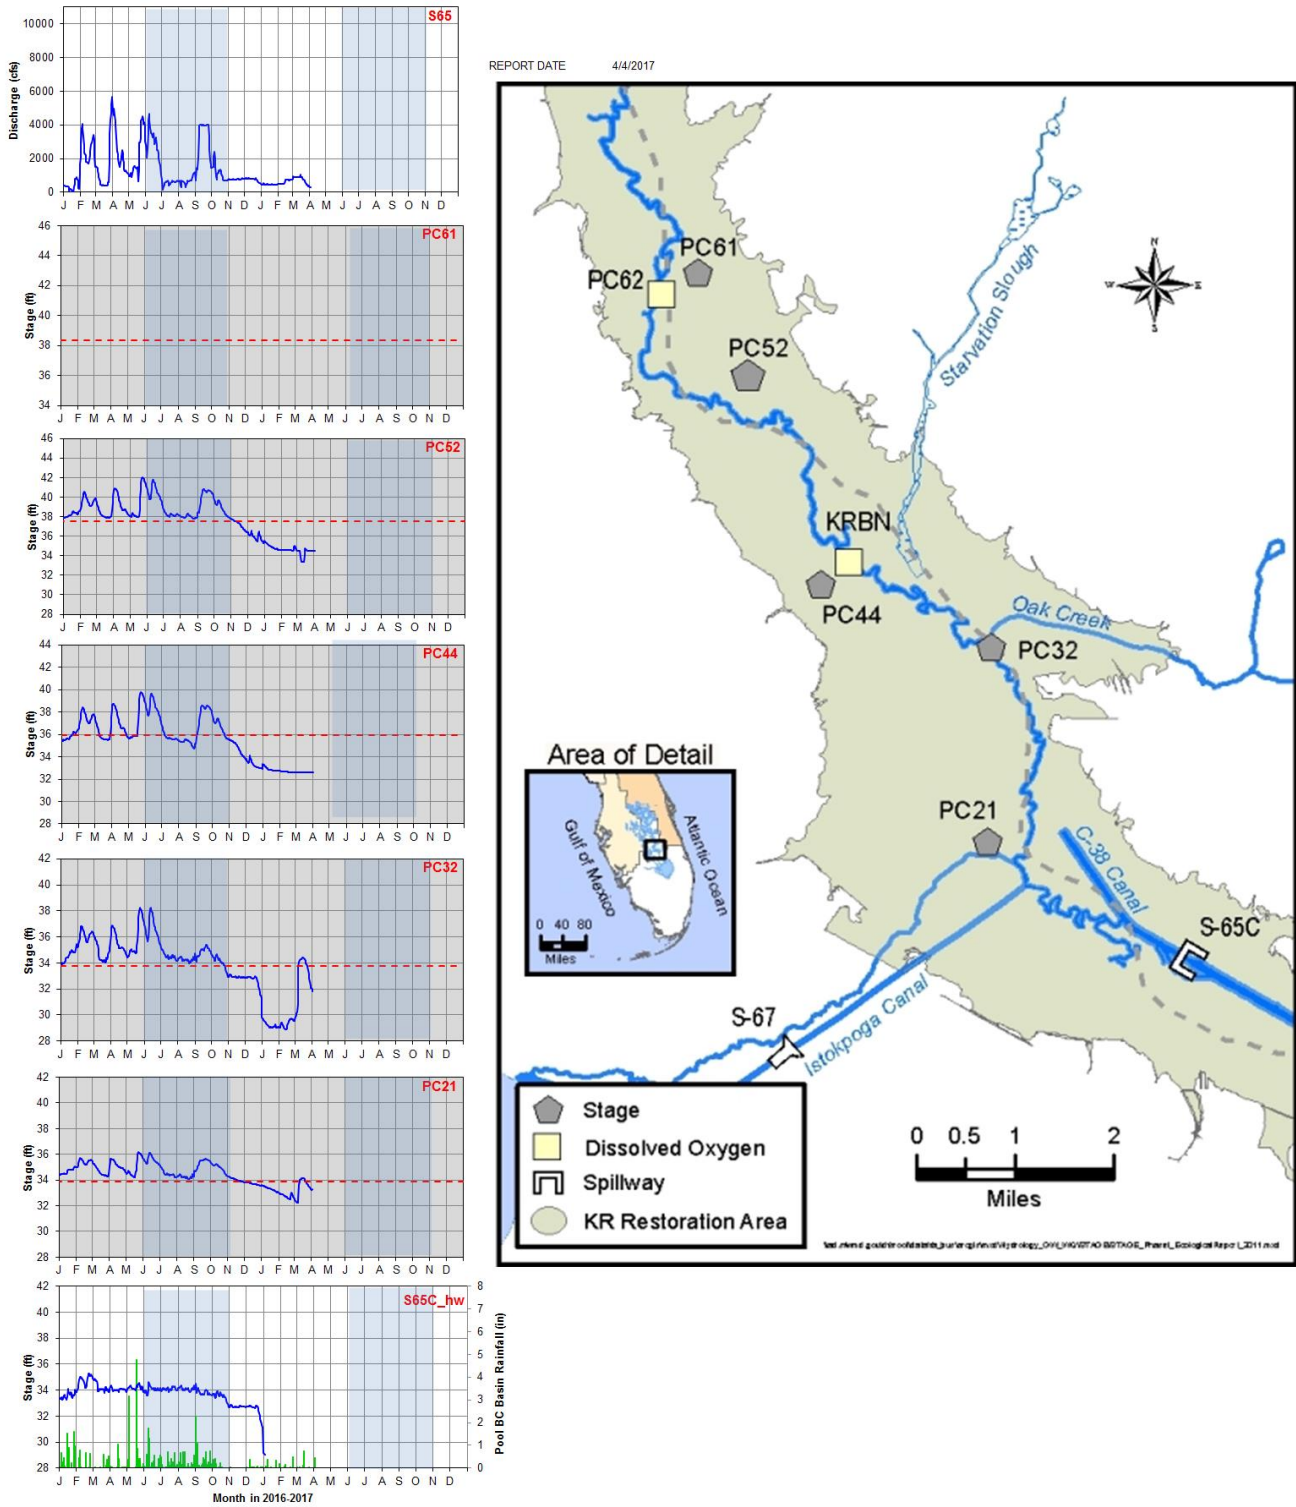 S65
10000
8000
6000
4000
2000
0
Discharge (cfs)
J F M A M J J A S O N D J F M A M J J A S O N D
PC61
46
44
42
40
38
36
34
Stage (ft)
J F M A M J J A S O N D J F M A M J J A S O N D
PC52
46
44
42
40
38
36
34
32
30
28
Stage (ft)
J F M A M J J A S O N D J F M A M J J A S O N D
PC44
44
42
40
38
36
34
32
30
28
Stage (ft)
J F M A M J J A S O N D J F M A M J J A S O N D
PC32
42
40
38
36
34
32
30
28
Stage (ft)
J F M A M J J A S O N D J F M A M J J A S O N D
PC21
42
40
38
36
34
32
30
28
Stage (ft)
J F M A M J J A S O N D J F M A M J J A S O N D
S65C_hw
42
40
38
36
34
32
30
28
Stage (ft)
8
7
6
5
4
3
2
1
0
Pool BC Basin Rainfall (in)
J F M A M J J A S O N D J F M A M J J A S O N D
Month in 2016-2017
REPORT DATE 4/4/2017
PC61
PC62
PC52
Starvation Slough
N
W E
S
KRBN
PC44
Oak Creek
PC32
PC21
C-38 Canal
S-65C
S-67
Istokpoga Canal
Area of Detail
Gulf of Mexico
Atlantic Ocean
0 40 80
Miles
Stage
Dissolved Oxygen
Spillway
KR Restoration Area
0 0.5 1 2
Miles